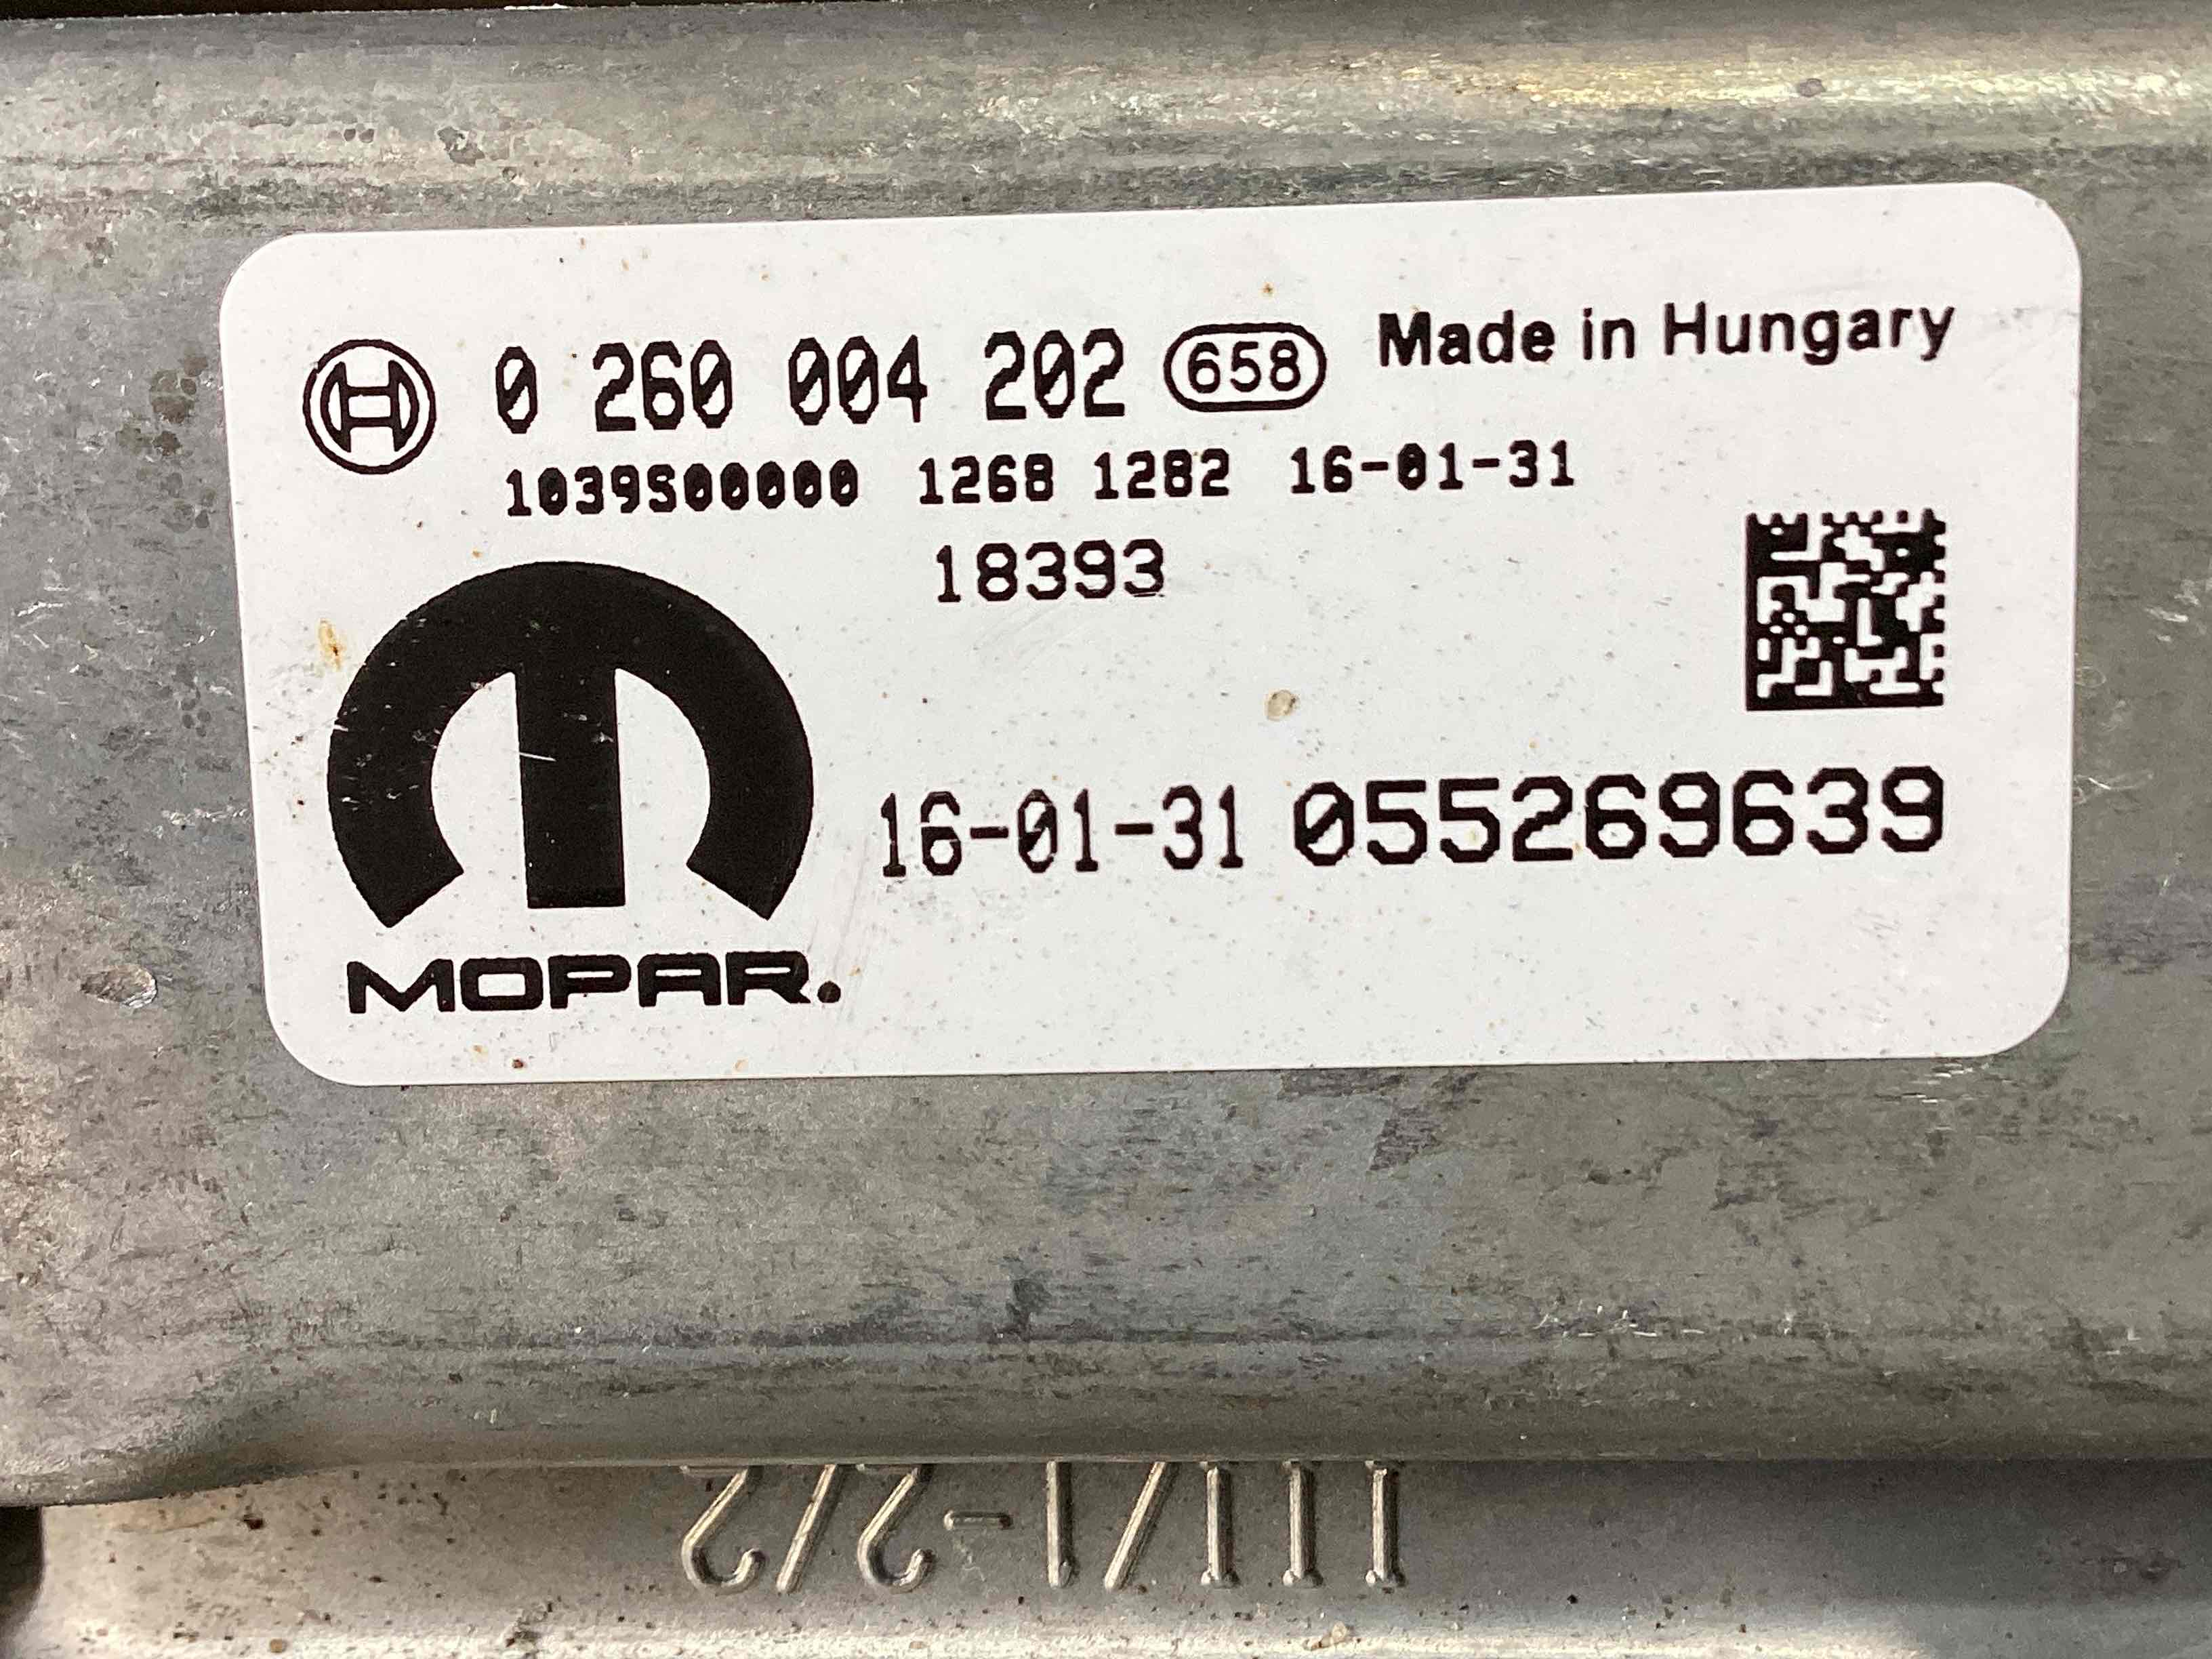 0 260 004 202 658 Made in Hungary
1039S00000 1268 1282 16-01-31
18393
16-01-31 055269639
MOPAR.